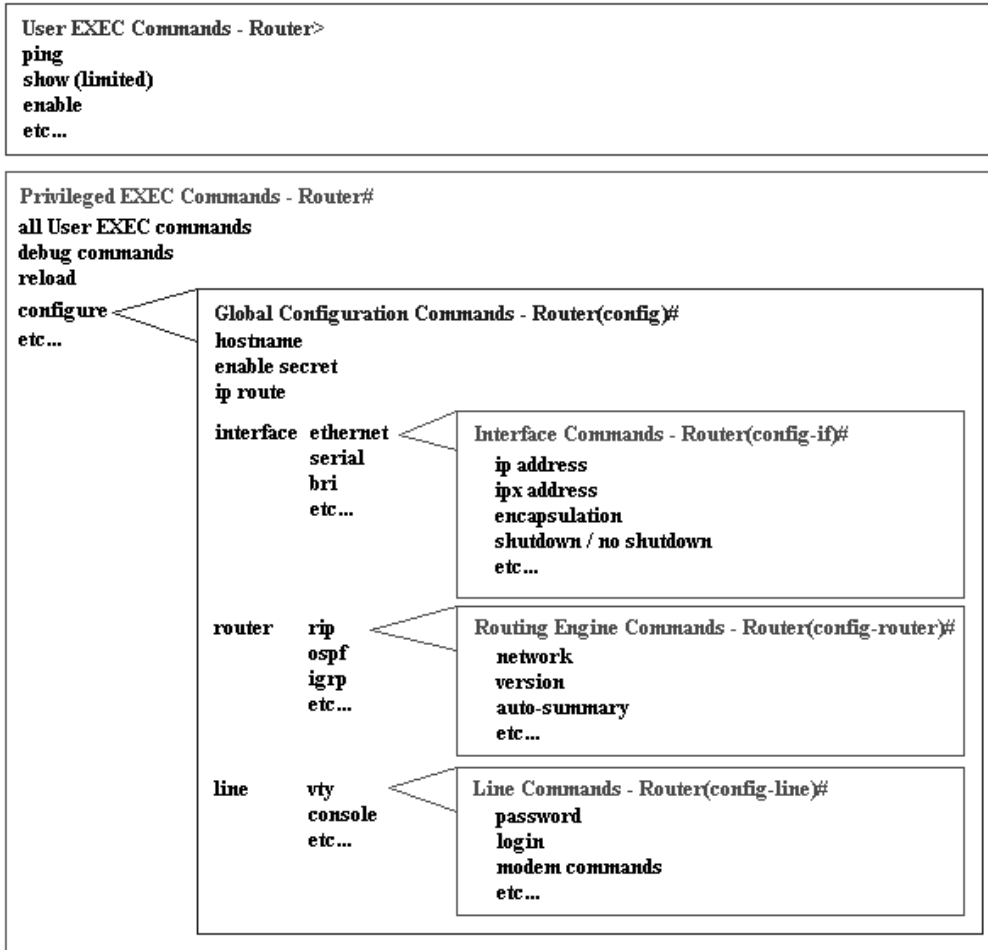 User EXEC Commands - Router>
ping
show (limited)
enable
etc...
Privileged EXEC Commands - Router#
all User EXEC commands
debug commands
reload
configure
etc...
Global Configuration Commands - Router(config)#
hostname
enable secret
ip route
interface ethernet
serial
bri
etc...
Interface Commands - Router(config-if)#
ip address
ipx address
encapsulation
shutdown / no shutdown
etc...
router rip
ospf
igrp
etc...
Routing Engine Commands - Router(config-router)#
network
version
auto-summary
etc...
line vty
console
etc...
Line Commands - Router(config-line)#
password
login
modem commands
etc...